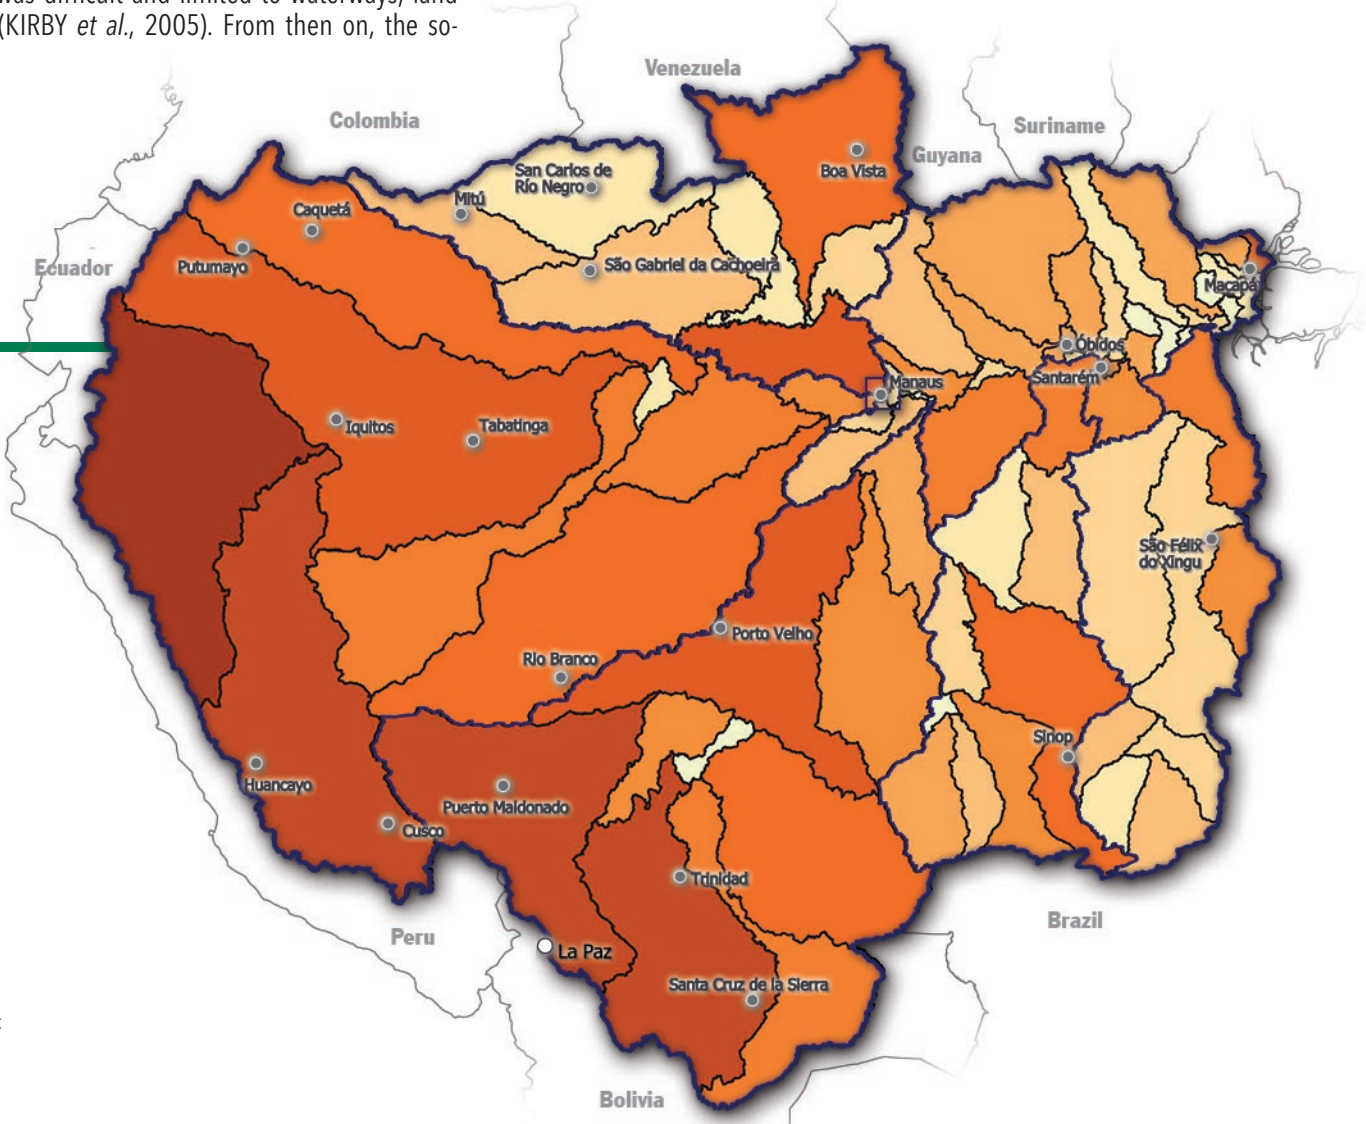 was difficult and limited to waterways, land
(KIRBY et al., 2005). From then on, the so-
Venezuela
Colombia
Suriname
Guyana
San Carlos de
Río Negro
Boa Vista
Mitú
Caquetá
Putumayo
Ecuador
São Gabriel da Cachoeira
Macapá
Óbidos
Santarém
Manaus
Iquitos
Tabatinga
São Félix
do Xingu
Porto Velho
Rio Branco
Sinop
Huancayo
Puerto Maldonado
Cusco
Trinidad
Brazil
Peru
La Paz
Santa Cruz de la Sierra
Bolivia